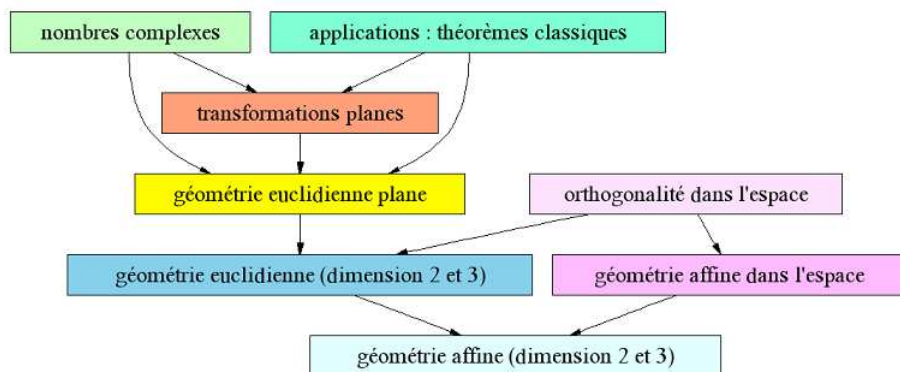 nombres complexes
applications : théorèmes classiques
transformations planes
géométrie euclidienne plane
orthogonalité dans l'espace
géométrie euclidienne (dimension 2 et 3)
géométrie affine dans l'espace
géométrie affine (dimension 2 et 3)